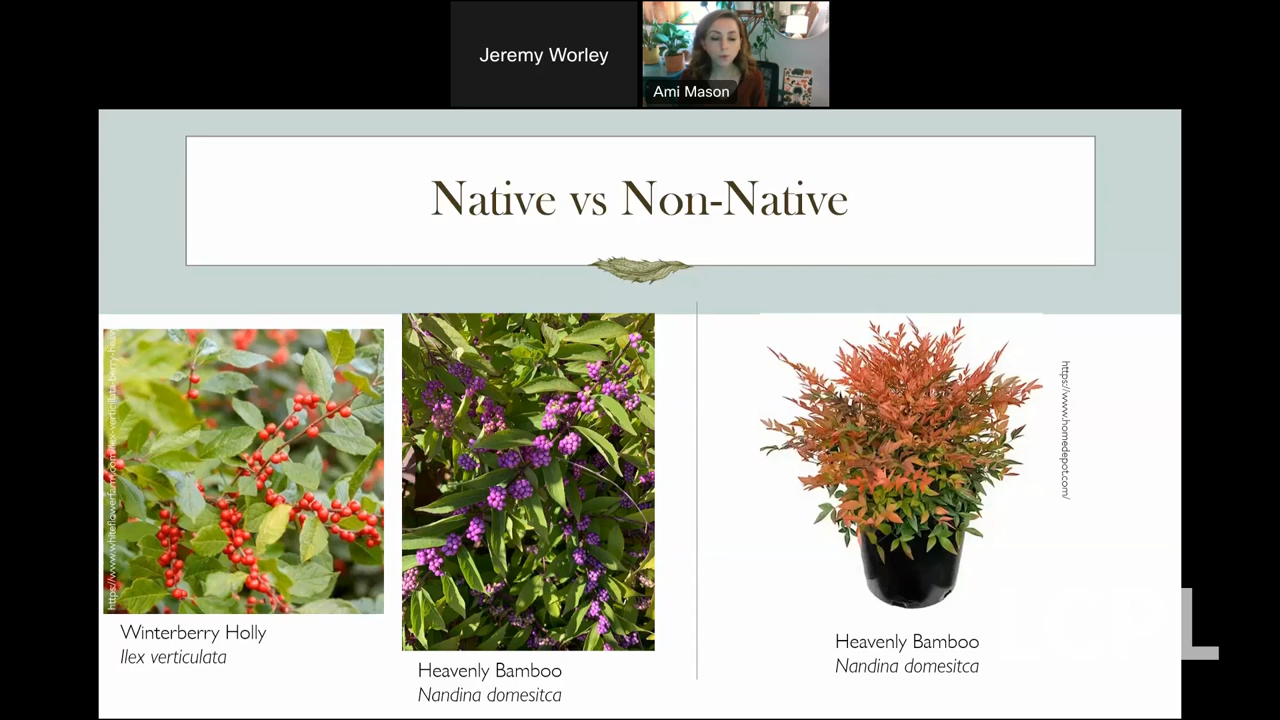 Jeremy Worley
Ami Mason
Native vs Non-Native
https://www.homedepot.com/
Winterberry Holly
Ilex verticulata
Heavenly Bamboo
Nandina domesitca
Heavenly Bamboo
Nandina domesitca
LCPL